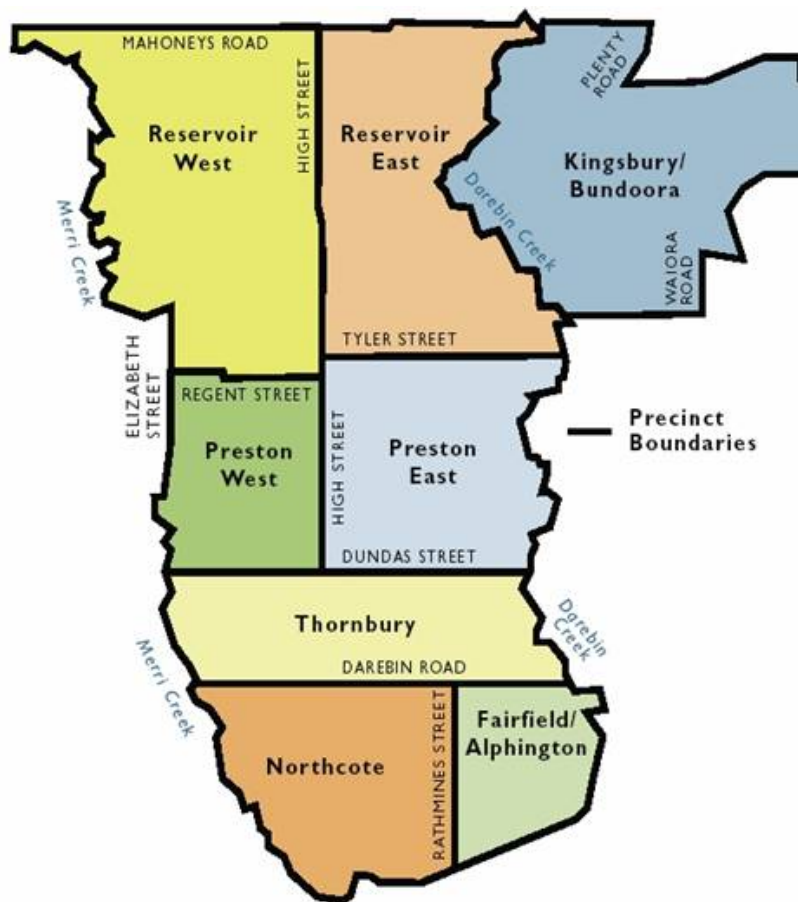 MAHONEYS ROAD
HIGH STREET
PLENTY
ROAD
Reservoir
West
Reservoir
East
Kingsbury/
Bundoora
Merri Creek
Darebin Creek
WAIORA
ROAD
TYLER STREET
ELIZABETH
STREET
REGENT STREET
Preston
West
HIGH STREET
Preston
East
Precinct
Boundaries
DUNDAS STREET
Thornbury
Darebin
Creek
DAREBIN ROAD
Merri Creek
Northcote
RATHMINES STREET
Fairfield/
Alphington